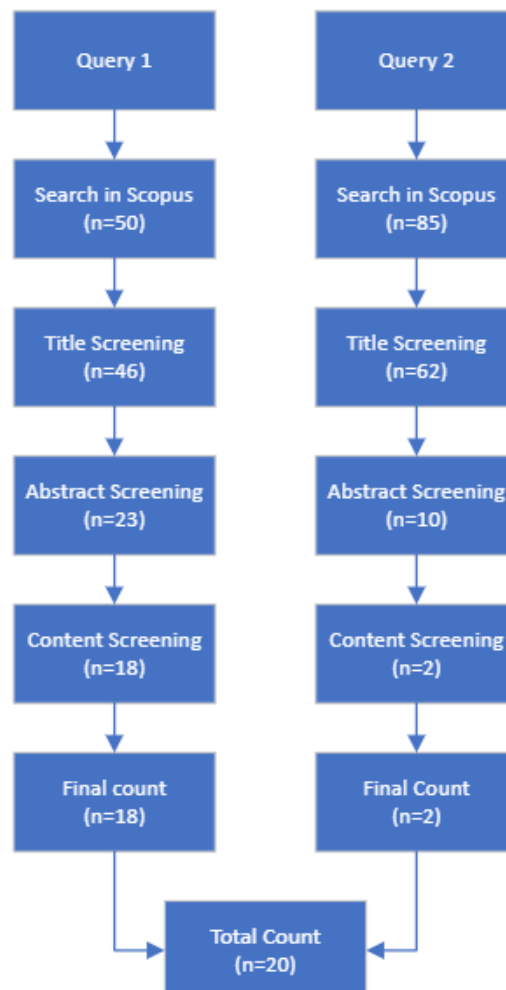 Query 1
Search in Scopus
(n=50)
Title Screening
(n=46)
Abstract Screening
(n=23)
Content Screening
(n=18)
Final count
(n=18)
Query 2
Search in Scopus
(n=85)
Title Screening
(n=62)
Abstract Screening
(n=10)
Content Screening
(n=2)
Final Count
(n=2)
Total Count
(n=20)